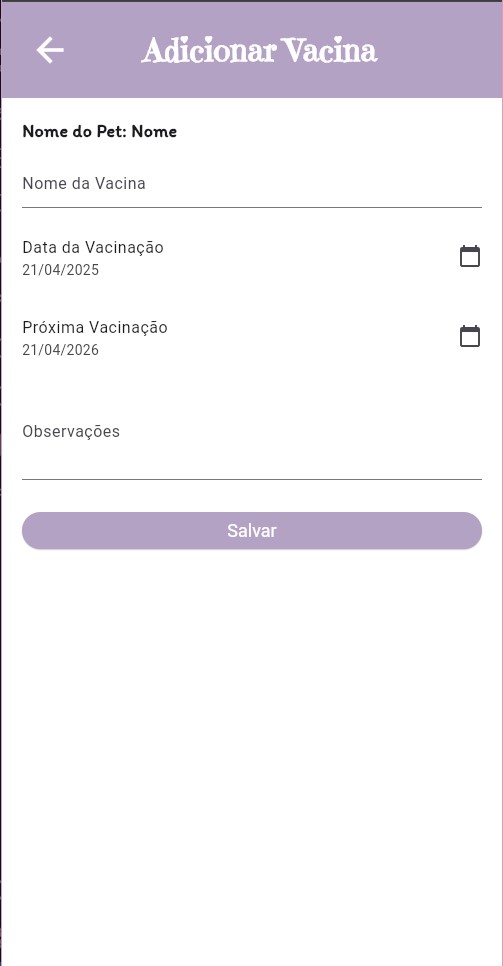 Adicionar Vacina
Nome do Pet: Nome
Nome da Vacina
Data da Vacinação
21/04/2025
Próxima Vacinação
21/04/2026
Observações
Salvar